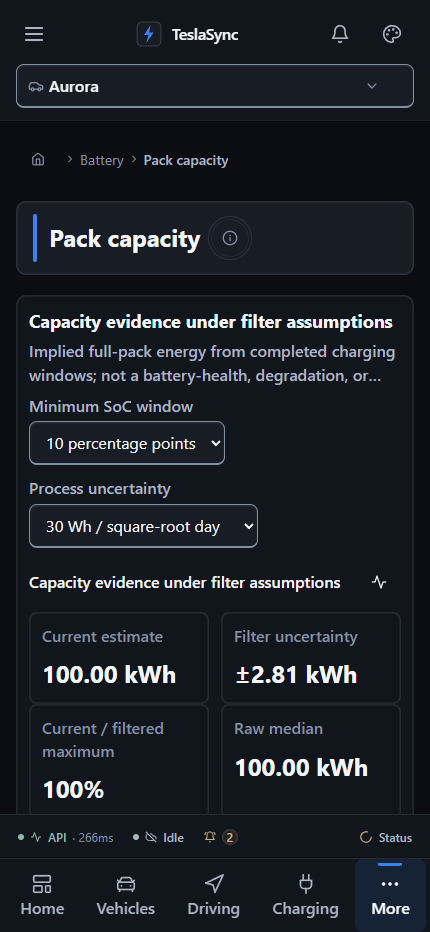 TeslaSync
Aurora
Battery
Pack capacity
Pack capacity
Capacity evidence under filter assumptions
Implied full-pack energy from completed charging
windows; not a battery-health, degradation, or...
Minimum SoC window
10 percentage points
Process uncertainty
30 Wh / square-root day
Capacity evidence under filter assumptions
Current estimate
100.00 kWh
Filter uncertainty
±2.81 kWh
Current / filtered
maximum
100%
Raw median
100.00 kWh
API · 266ms
Idle
2
Status
Home
Vehicles
Driving
Charging
More